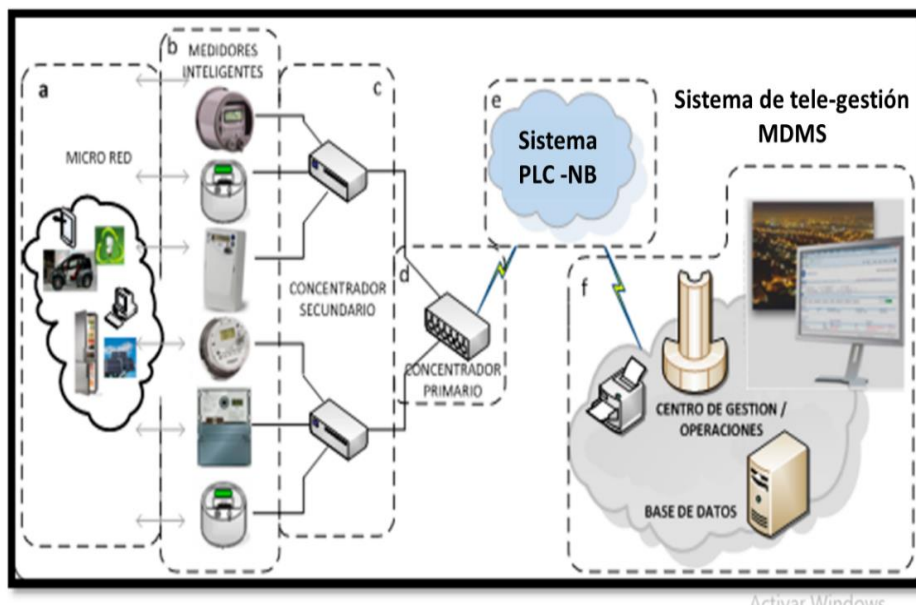 a
MICRO RED
b
MEDIDORES
INTELIGENTES
c
CONCENTRADOR
SECUNDARIO
d
CONCENTRADOR
PRIMARIO
e
Sistema
PLC -NB
Sistema de tele-gestión
MDMS
f
CENTRO DE GESTION /
OPERACIONES
BASE DE DATOS
Activar Windows